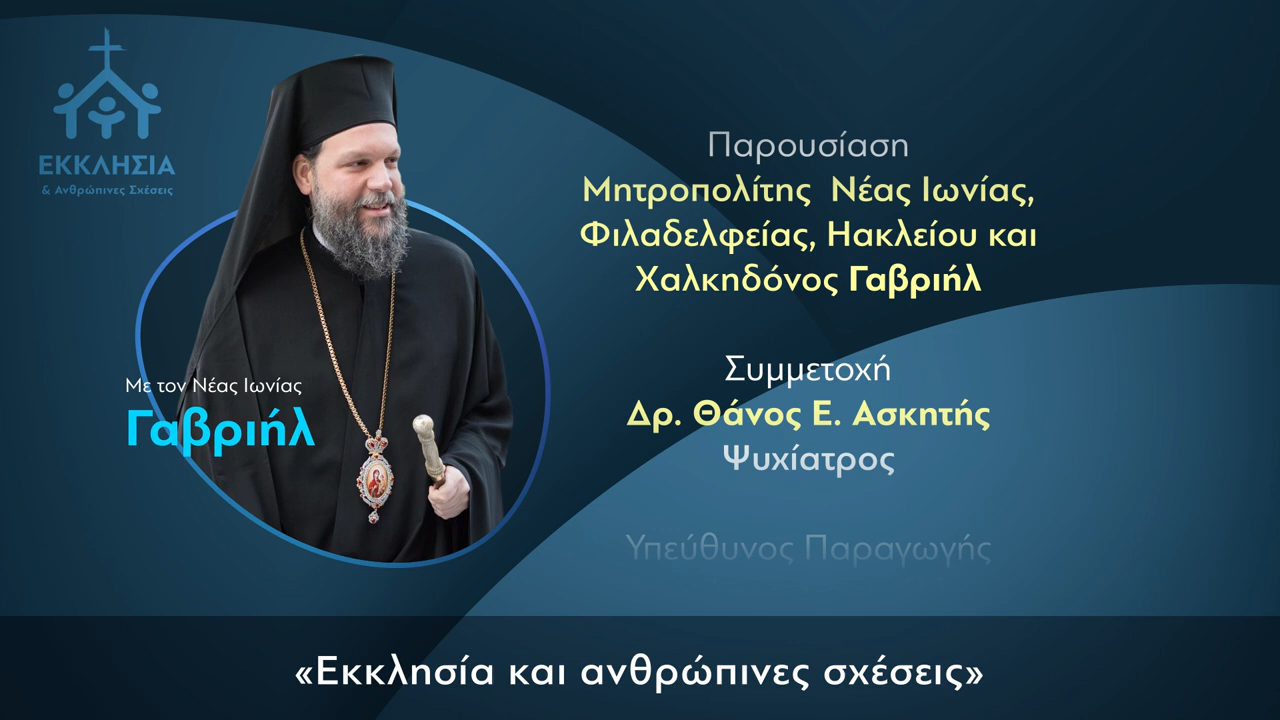 ΕΚΚΛΗΣΙΑ
& Ανθρώπινες Σχέσεις
Με τον Νέας Ιωνίας
Γαβριήλ
Παρουσίαση
Μητροπολίτης Νέας Ιωνίας,
Φιλαδελφείας, Ηακλείου και
Χαλκηδόνος Γαβριήλ
Συμμετοχή
Δρ. Θάνος Ε. Ασκητής
Ψυχίατρος
Υπεύθυνος Παραγωγής
«Εκκλησία και ανθρώπινες σχέσεις»